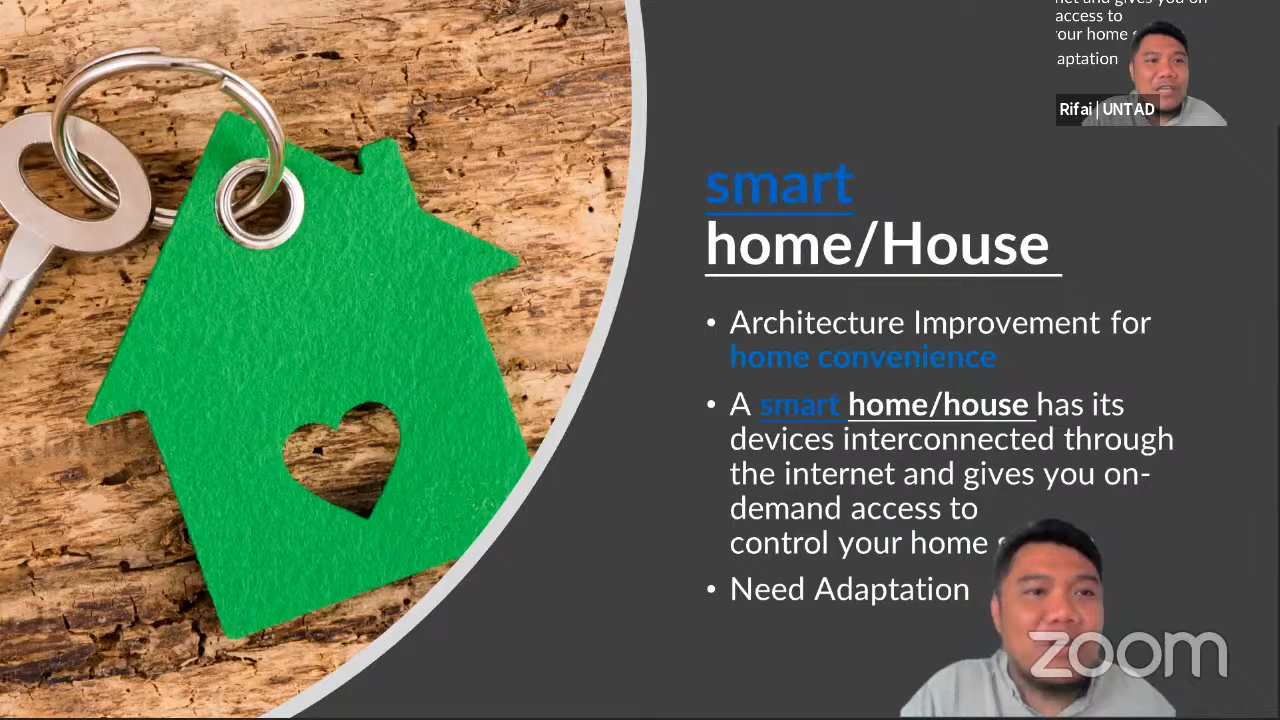 net and gives you on-
access to
your home s
aptation
Rifai | UNTAD
smart
home/House
• Architecture Improvement for
home convenience
• A smart home/house has its
devices interconnected through
the internet and gives you on-
demand access to
control your home
• Need Adaptation
zoom